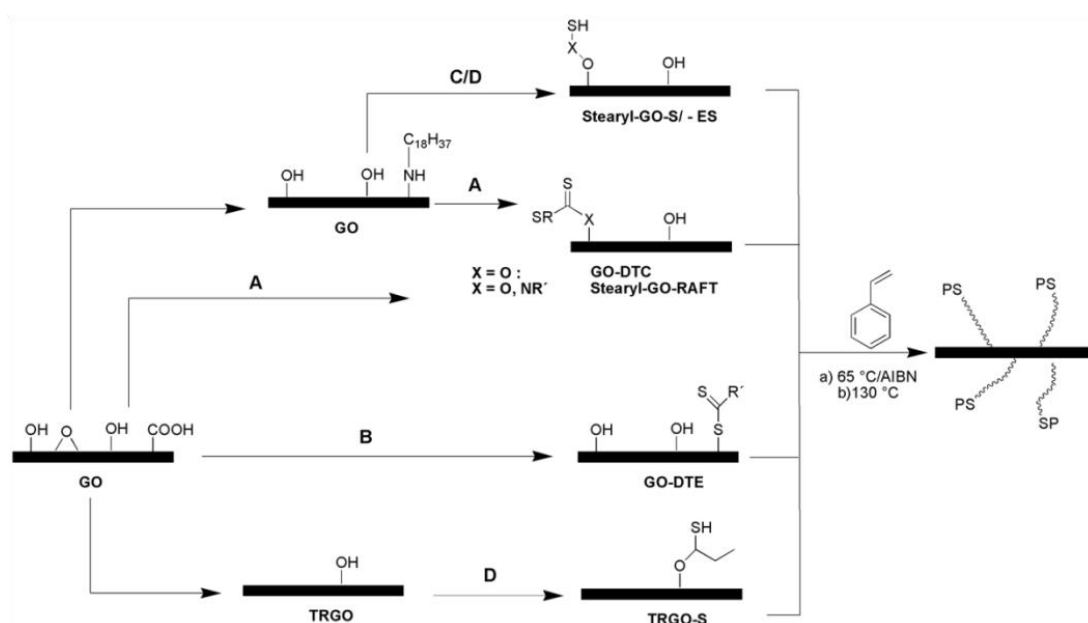 SH
X
O
OH
C/D
Stearyl-GO-S/ - ES
C18H37
OH
OH
NH
A
GO
S
SR
X
OH
X = O :
GO-DTC
X = O, NR´
Stearyl-GO-RAFT
A
PS
PS
a) 65 °C/AIBN
b)130 °C
PS
SP
S
R´
S
OH
OH
B
GO-DTE
OH
O
OH
COOH
GO
SH
O
OH
D
TRGO
TRGO-S